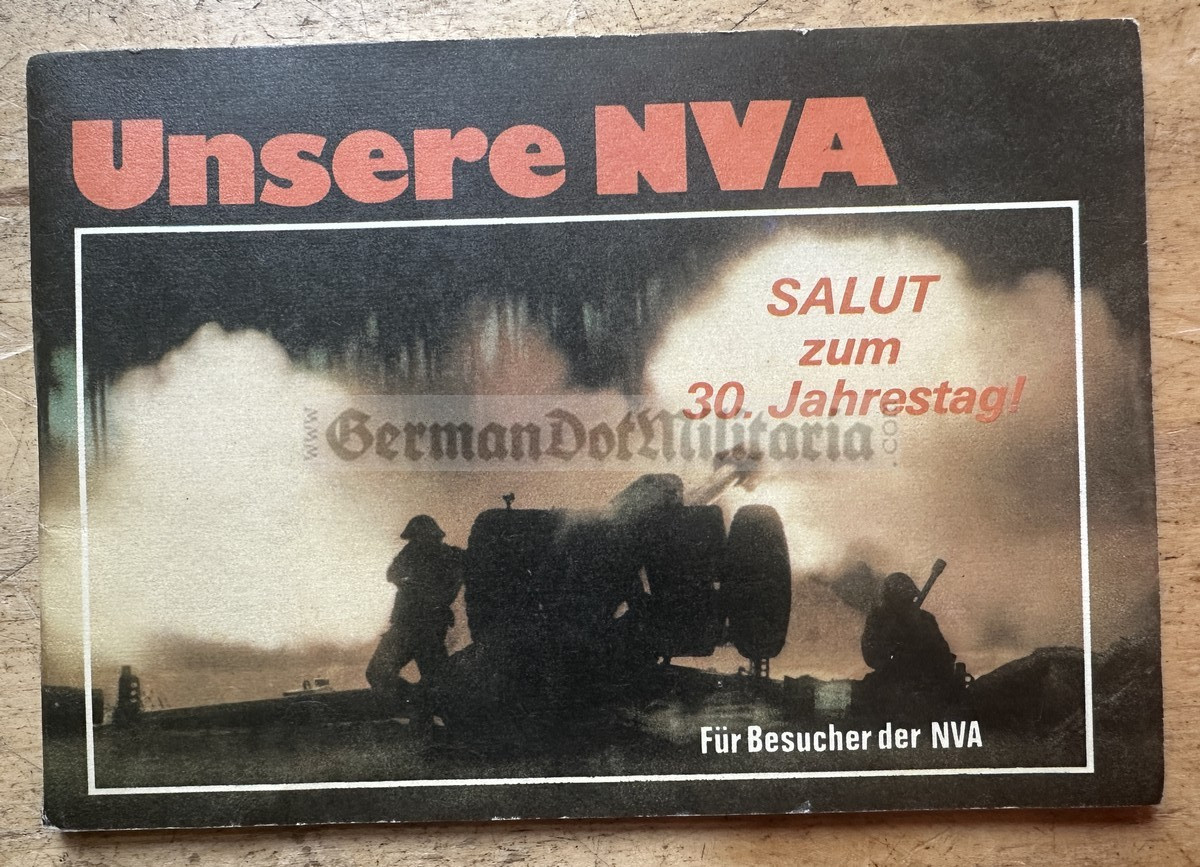 Unsere NVA
SALUT
zum
30. Jahrestag!
www.GermanDotMilitaria.com
Für Besucher der NVA